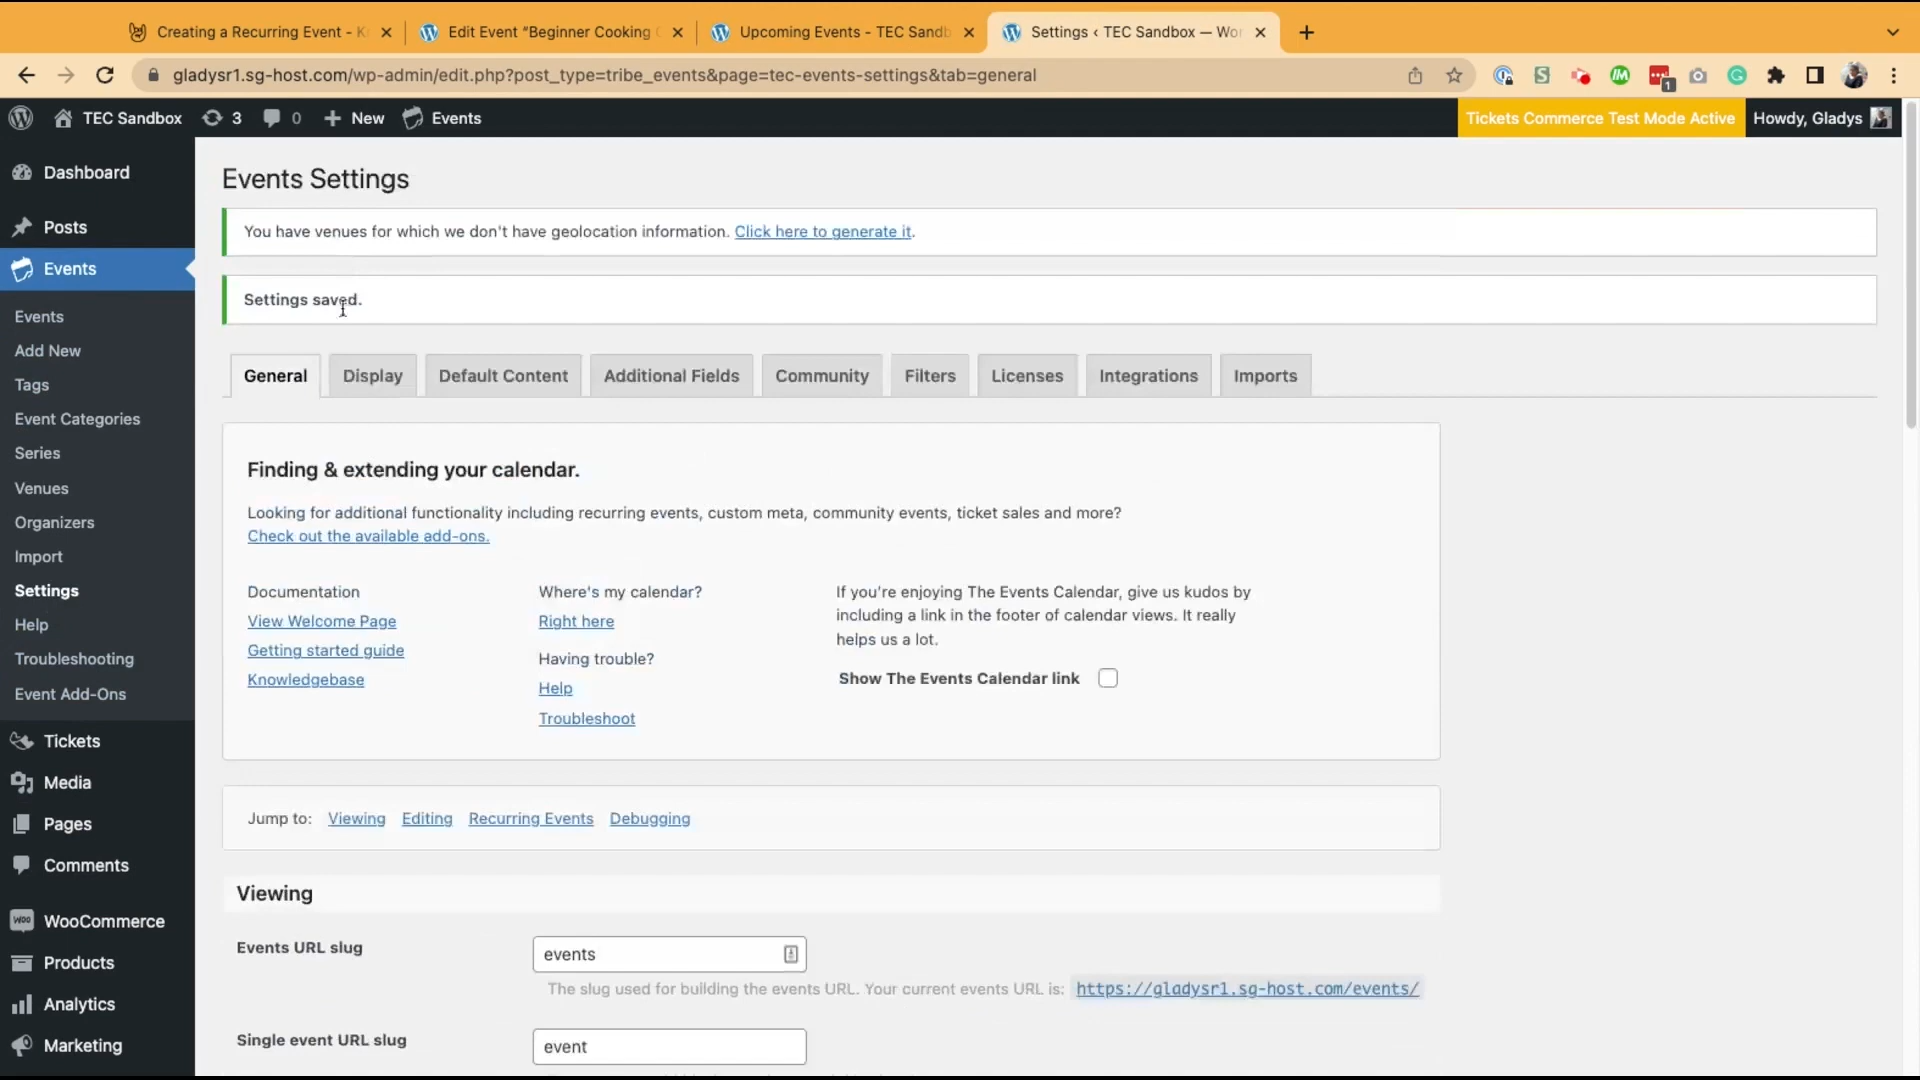 Creating a Recurring Event - K
Edit Event "Beginner Cooking
Upcoming Events - TEC Sandb
Settings ‹ TEC Sandbox — Wor
gladysr1.sg-host.com/wp-admin/edit.php?post_type=tribe_events&page=tec-events-settings&tab=general
TEC Sandbox
3
0
New
Events
Tickets Commerce Test Mode Active
Howdy, Gladys
Dashboard
Posts
Events
Events
Add New
Tags
Event Categories
Series
Venues
Organizers
Import
Settings
Help
Troubleshooting
Event Add-Ons
Tickets
Media
Pages
Comments
WooCommerce
Products
Analytics
Marketing
Events Settings
You have venues for which we don't have geolocation information. Click here to generate it.
Settings saved.
General
Display
Default Content
Additional Fields
Community
Filters
Licenses
Integrations
Imports
Finding & extending your calendar.
Looking for additional functionality including recurring events, custom meta, community events, ticket sales and more?
Check out the available add-ons.
Documentation
View Welcome Page
Getting started guide
Knowledgebase
Where's my calendar?
Right here
Having trouble?
Help
Troubleshoot
If you're enjoying The Events Calendar, give us kudos by
including a link in the footer of calendar views. It really
helps us a lot.
Show The Events Calendar link
Jump to: Viewing Editing Recurring Events Debugging
Viewing
Events URL slug
events
The slug used for building the events URL. Your current events URL is: https://gladysr1.sg-host.com/events/
Single event URL slug
event